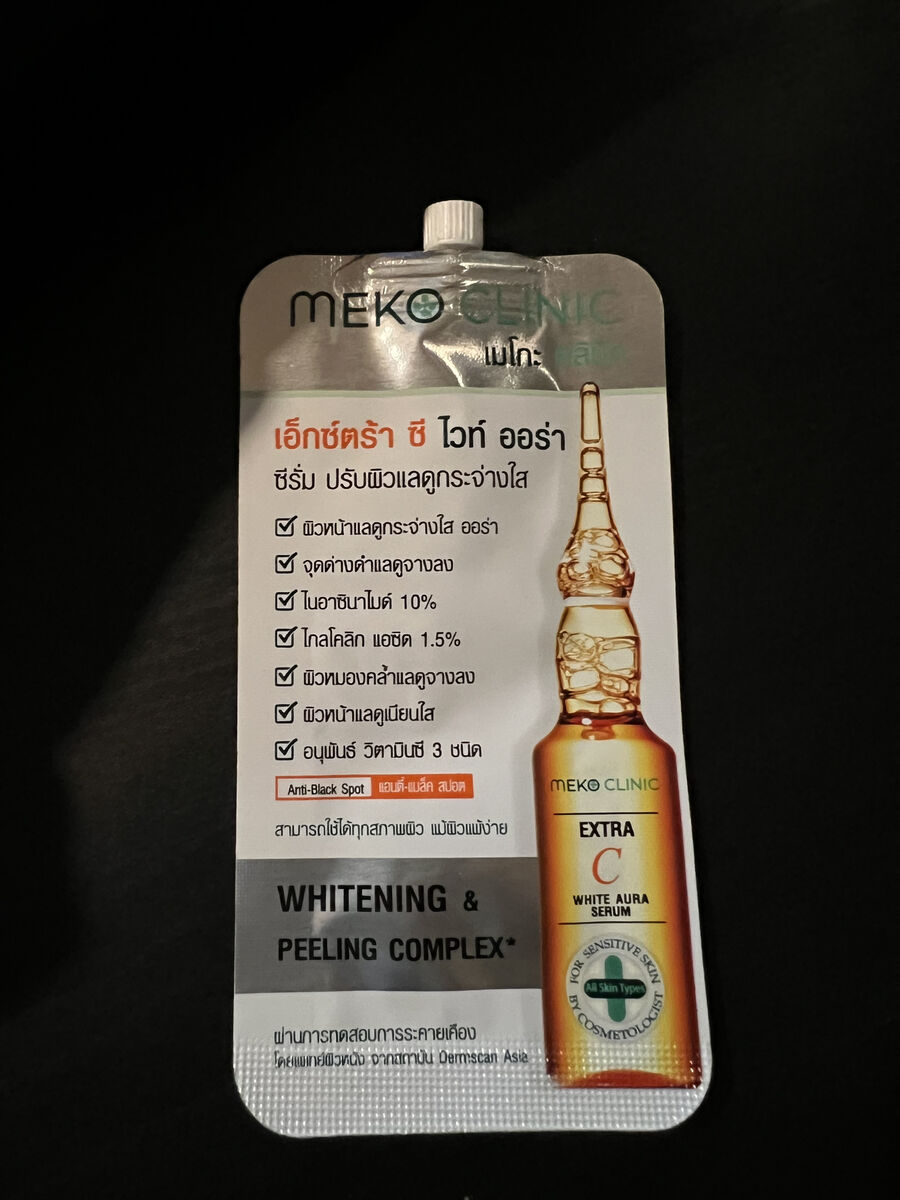 MEKO CLINIC
เมโกะ คลินิก
เอ็กซ์ตร้า ซี ไวท์ ออร่า
ซีรั่ม ปรับผิวแลดูกระจ่างใส
ผิวหน้าแลดูกระจ่างใส ออร่า
จุดด่างดำแลดูจางลง
ไนอาซินาไมด์ 10%
ไกลโคลิก แอซิด 1.5%
ผิวหมองคล้ำแลดูจางลง
ผิวหน้าแลดูเนียนใส
อนุพันธ์ วิตามินซี 3 ชนิด
Anti-Black Spot แอนตี้-แบล็ค สปอต
สามารถใช้ได้ทุกสภาพผิว แม้ผิวแพ้ง่าย
WHITENING &
PEELING COMPLEX*
ผ่านการทดสอบการระคายเคือง
โดยแพทย์ผิวหนัง จากสถาบัน Dermscan Asia
MEKO CLINIC
EXTRA
C
WHITE AURA
SERUM
FOR SENSITIVE SKIN
All Skin Types
BY COSMETOLOGIST